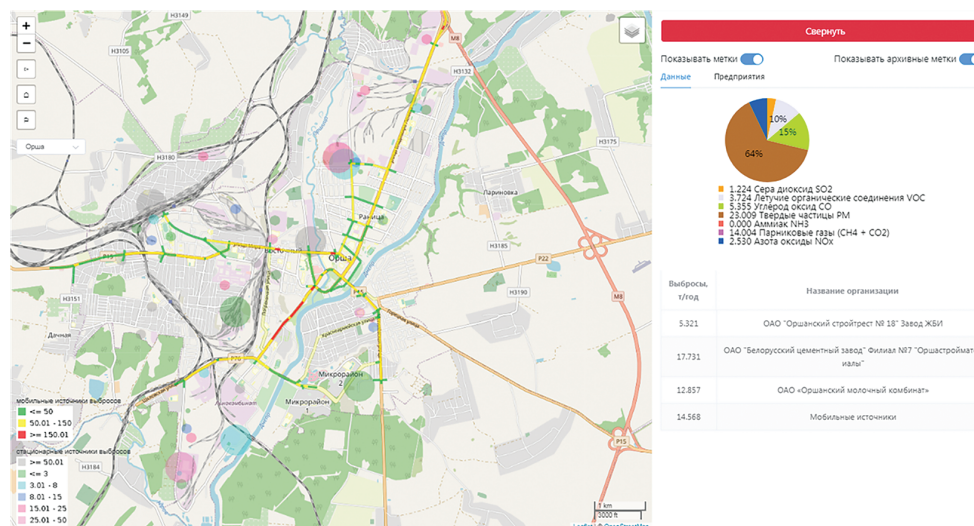 Н3149
+
−
М8
Н3105
Н3132
Орша
Н3180
Н3175
Париновка
Раница
Орша
Р15
Н3185
Р22
Н3151
Н3190
М8
Дачная
Р76
Микрорайон
2
Микрорайон
1
мобильные источники выбросов
<= 50
50.01 - 150
>= 150.01
стационарные источники выбросов
>= 50.01
<= 3
3.01 - 8
8.01 - 15
15.01 - 25
25.01 - 50
Н3184
Р15
1 km
3000 ft
Leaflet | © OpenStreetMap
Свернуть
Показывать метки
Показывать архивные метки
Данные
Предприятия
10%
15%
64%
1.224 Сера диоксид SO2
3.724 Летучие органические соединения VOC
5.355 Углерод оксид CO
23.009 Твердые частицы PM
0.000 Аммиак NH3
14.004 Парниковые газы (CH4 + CO2)
2.530 Азота оксиды NOx
Выбросы,
т/год
Название организации
5.321
ОАО "Оршанский стройтрест № 18" Завод ЖБИ
17.731
ОАО "Белорусский цементный завод" Филиал №7 "Оршастроймат
иалы"
12.857
ОАО «Оршанский молочный комбинат»
14.568
Мобильные источники